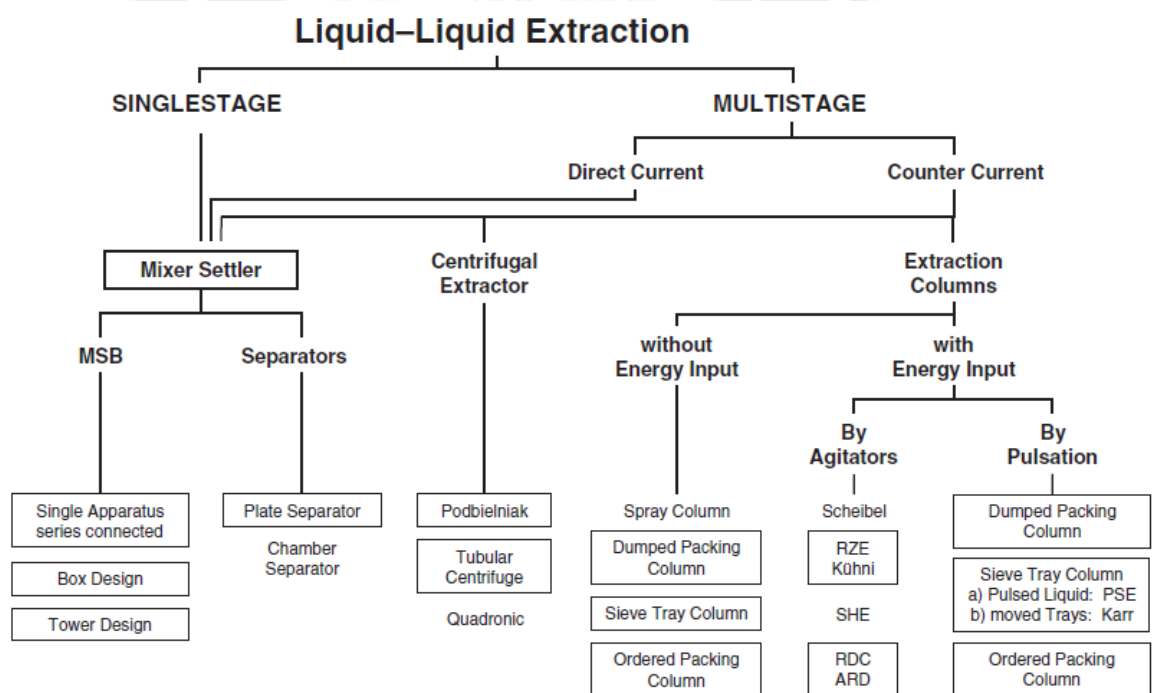 Liquid–Liquid Extraction
SINGLESTAGE
MULTISTAGE
Direct Current
Counter Current
Mixer Settler
Centrifugal
Extractor
Extraction
Columns
MSB
Separators
without
Energy Input
with
Energy Input
By
Agitators
By
Pulsation
Single Apparatus
series connected
Box Design
Tower Design
Plate Separator
Chamber
Separator
Podbielniak
Tubular
Centrifuge
Quadronic
Spray Column
Dumped Packing
Column
Sieve Tray Column
Ordered Packing
Column
Scheibel
RZE
Kühni
SHE
RDC
ARD
Dumped Packing
Column
Sieve Tray Column
a) Pulsed Liquid: PSE
b) moved Trays: Karr
Ordered Packing
Column